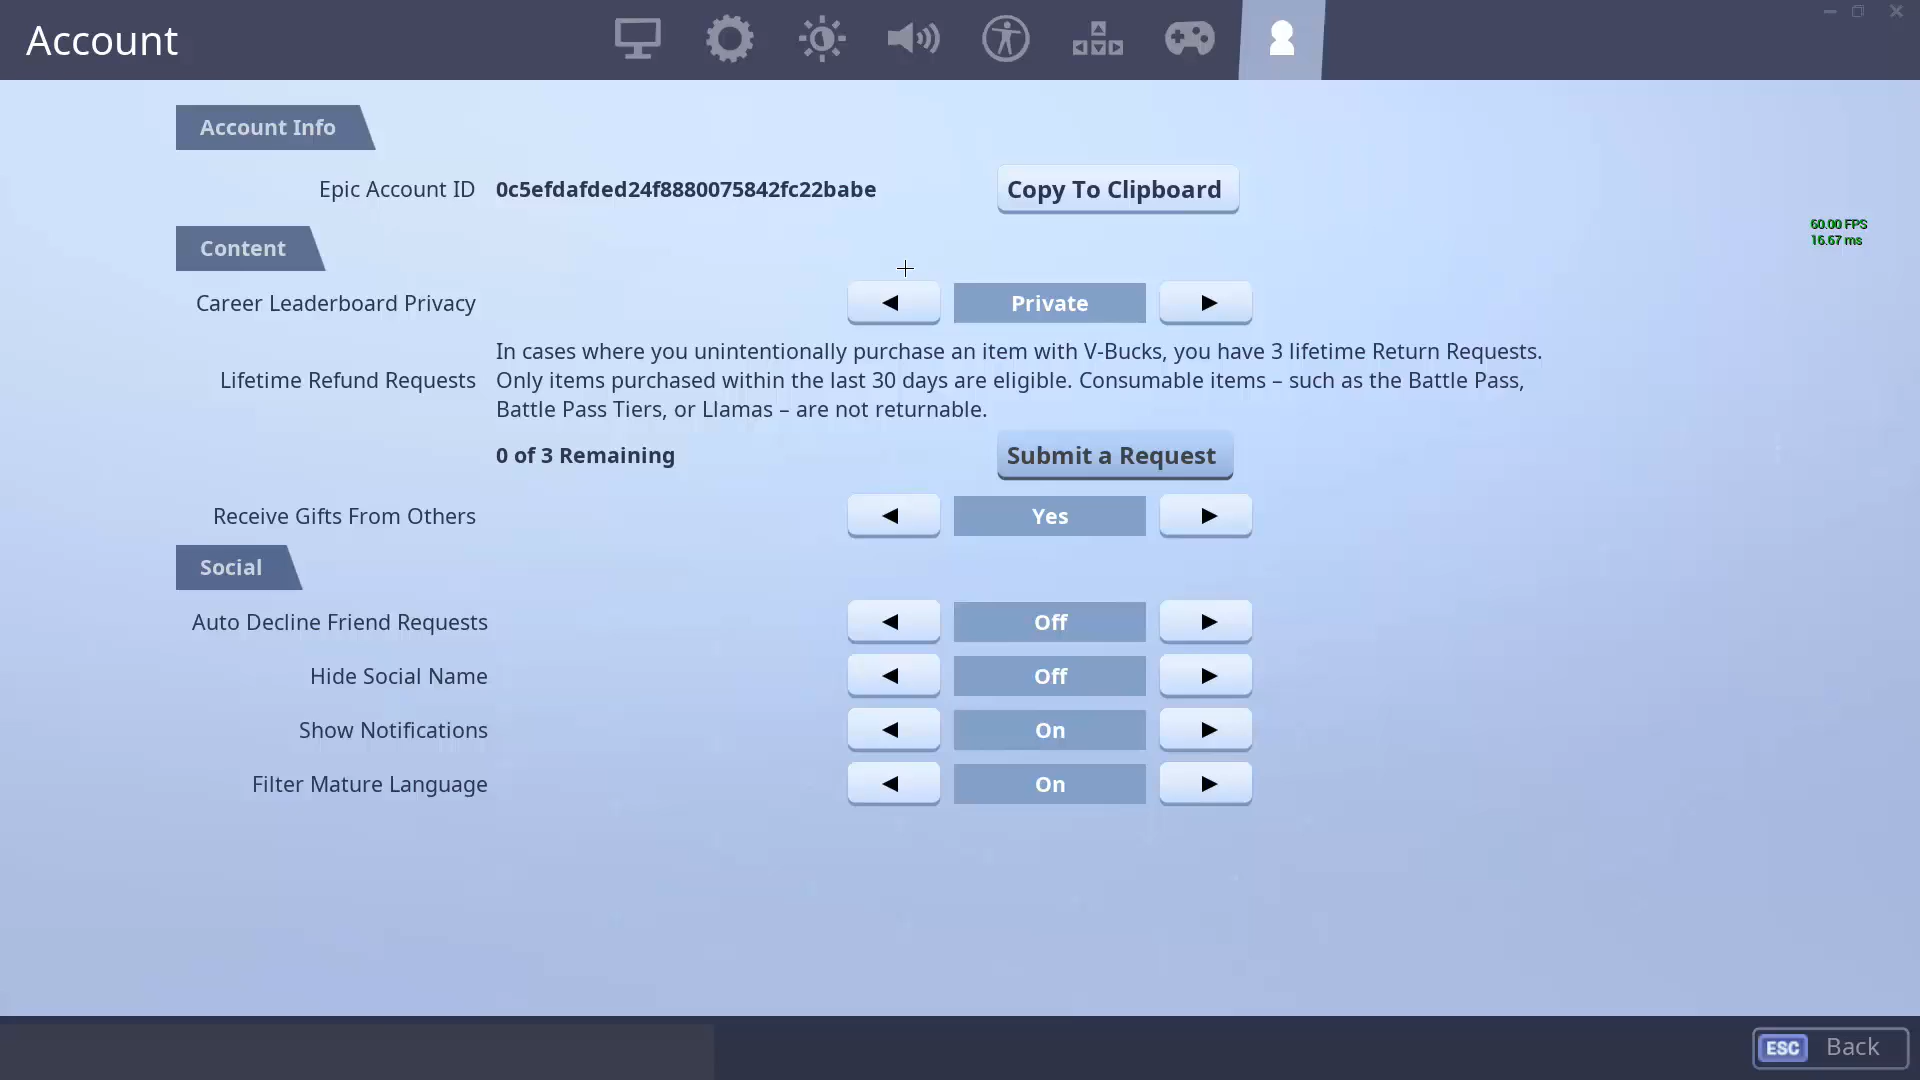 Account
Account Info
Epic Account ID 0c5efdafded24f8880075842fc22babe Copy To Clipboard
60.00 FPS
16.67 ms
Content
Career Leaderboard Privacy Private
In cases where you unintentionally purchase an item with V-Bucks, you have 3 lifetime Return Requests.
Lifetime Refund Requests Only items purchased within the last 30 days are eligible. Consumable items – such as the Battle Pass,
Battle Pass Tiers, or Llamas – are not returnable.
0 of 3 Remaining Submit a Request
Receive Gifts From Others Yes
Social
Auto Decline Friend Requests Off
Hide Social Name Off
Show Notifications On
Filter Mature Language On
ESC Back